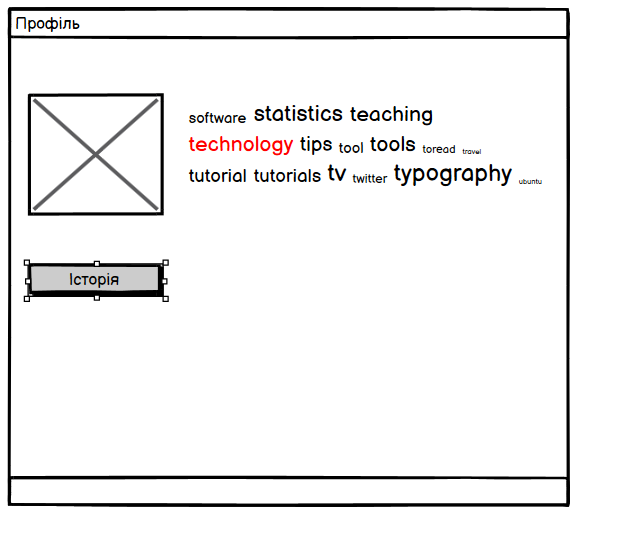 Профіль
software statistics teaching
technology tips tool tools toread travel
tutorial tutorials tv twitter typography ubuntu
Історія